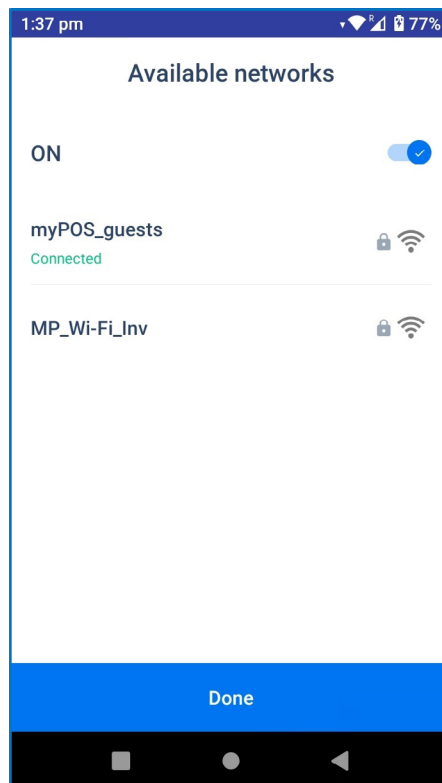 1:37 pm
R
77%
Available networks
ON
myPOS_guests
Connected
MP_Wi-Fi_Inv
Done